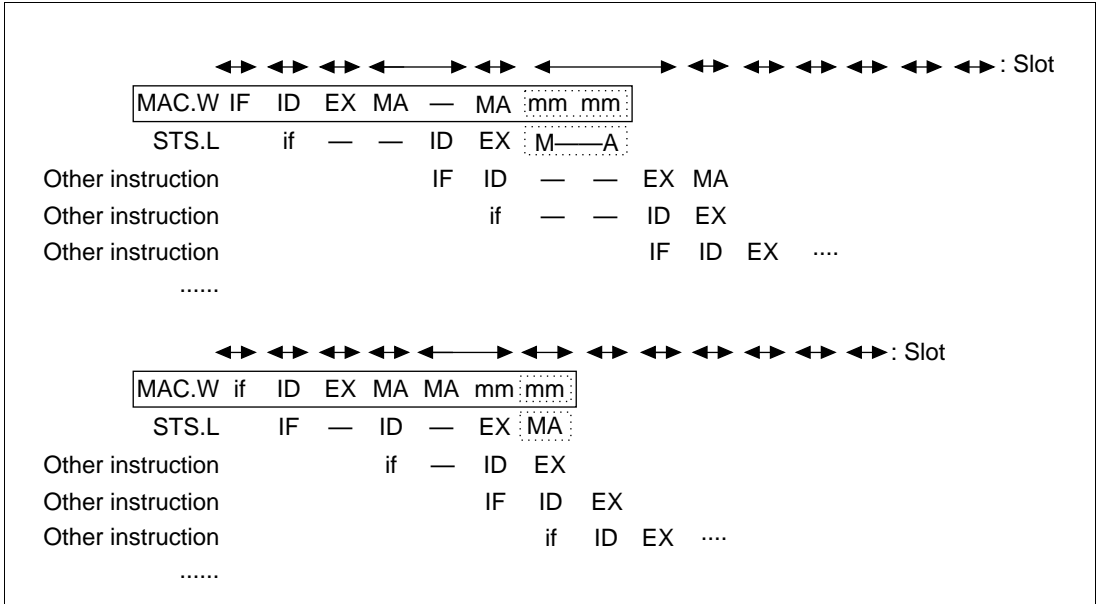 : Slot
MAC.W IF ID EX MA — MA mm mm
STS.L if — — ID EX M——A
Other instruction IF ID — — EX MA
Other instruction if — — ID EX
Other instruction IF ID EX ....
......
: Slot
MAC.W if ID EX MA MA mm mm
STS.L IF — ID — EX MA
Other instruction if — ID EX
Other instruction IF ID EX
Other instruction if ID EX ....
......